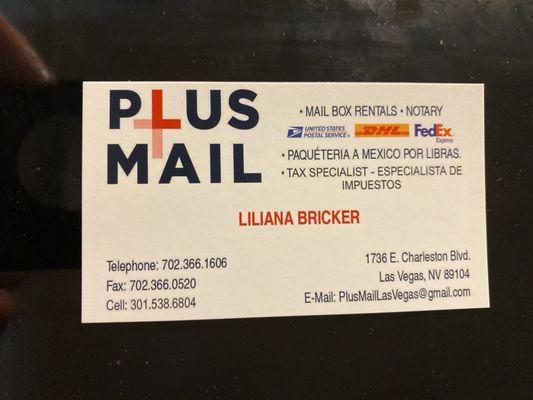 PLUS
MAIL
• MAIL BOX RENTALS • NOTARY
UNITED STATES
POSTAL SERVICE®
DHL
FedEx
Express
• PAQUÉTERIA A MEXICO POR LIBRAS.
• TAX SPECIALIST - ESPECIALISTA DE
IMPUESTOS
LILIANA BRICKER
Telephone: 702.366.1606
Fax: 702.366.0520
Cell: 301.538.6804
1736 E. Charleston Blvd.
Las Vegas, NV 89104
E-Mail: PlusMailLasVegas@gmail.com